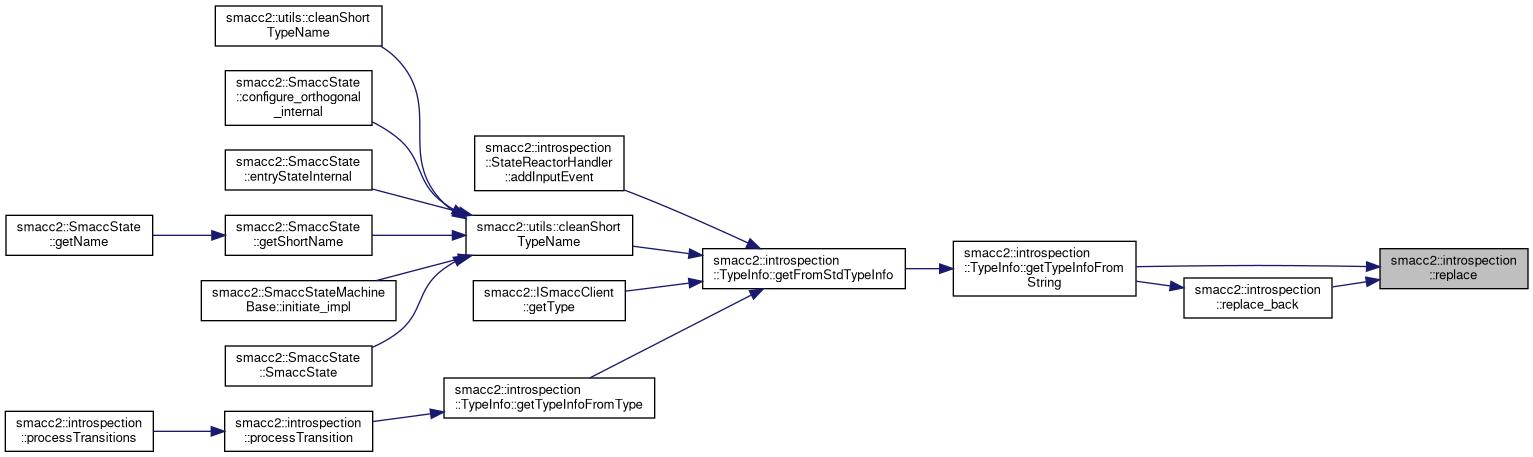 smacc2::utils::cleanShort
TypeName
smacc2::SmaccState
::configure_orthogonal
_internal
smacc2::SmaccState
::entryStateInternal
smacc2::SmaccState
::getName
smacc2::SmaccState
::getShortName
smacc2::SmaccStateMachine
Base::initiate_impl
smacc2::SmaccState
::SmaccState
smacc2::introspection
::processTransitions
smacc2::introspection
::processTransition
smacc2::introspection
::StateReactorHandler
::addInputEvent
smacc2::utils::cleanShort
TypeName
smacc2::ISmaccClient
::getType
smacc2::introspection
::TypeInfo::getTypeInfoFromType
smacc2::introspection
::TypeInfo::getFromStdTypeInfo
smacc2::introspection
::TypeInfo::getTypeInfoFrom
String
smacc2::introspection
::replace_back
smacc2::introspection
::replace